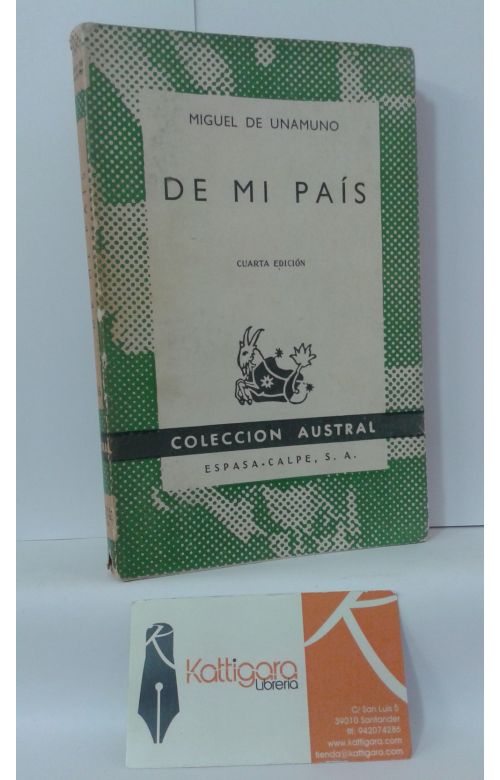 MIGUEL DE UNAMUNO
DE MI PAÍS
CUARTA EDICIÓN
COLECCION AUSTRAL
ESPASA-CALPE, S. A.
Kattigara
Librería
C/ San Luis 5
39010 Santander
tlf: 942074285
www.kattigara.com
tienda@kattigara.com